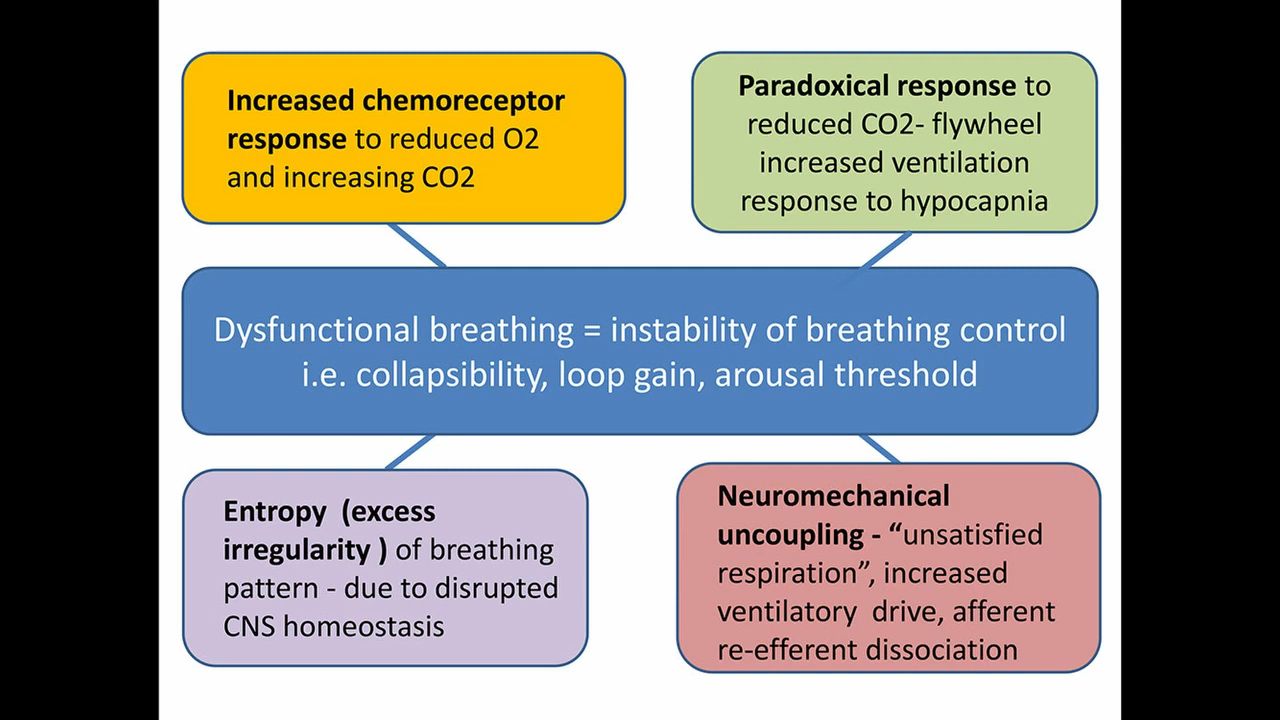 Increased chemoreceptor
response to reduced O2
and increasing CO2
Paradoxical response to
reduced CO2- flywheel
increased ventilation
response to hypocapnia
Dysfunctional breathing = instability of breathing control
i.e. collapsibility, loop gain, arousal threshold
Entropy (excess
irregularity ) of breathing
pattern - due to disrupted
CNS homeostasis
Neuromechanical
uncoupling - “unsatisfied
respiration”, increased
ventilatory drive, afferent
re-efferent dissociation